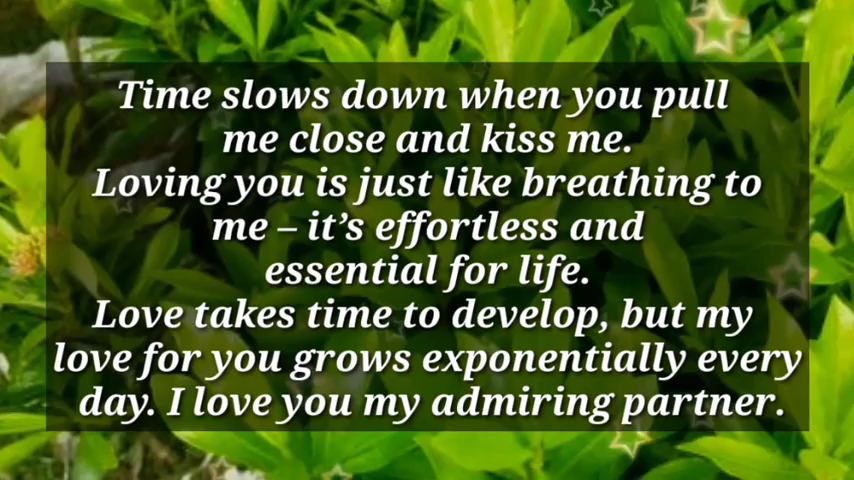 Time slows down when you pull
me close and kiss me.
Loving you is just like breathing to
me – it’s effortless and
essential for life.
Love takes time to develop, but my
love for you grows exponentially every
day. I love you my admiring partner.